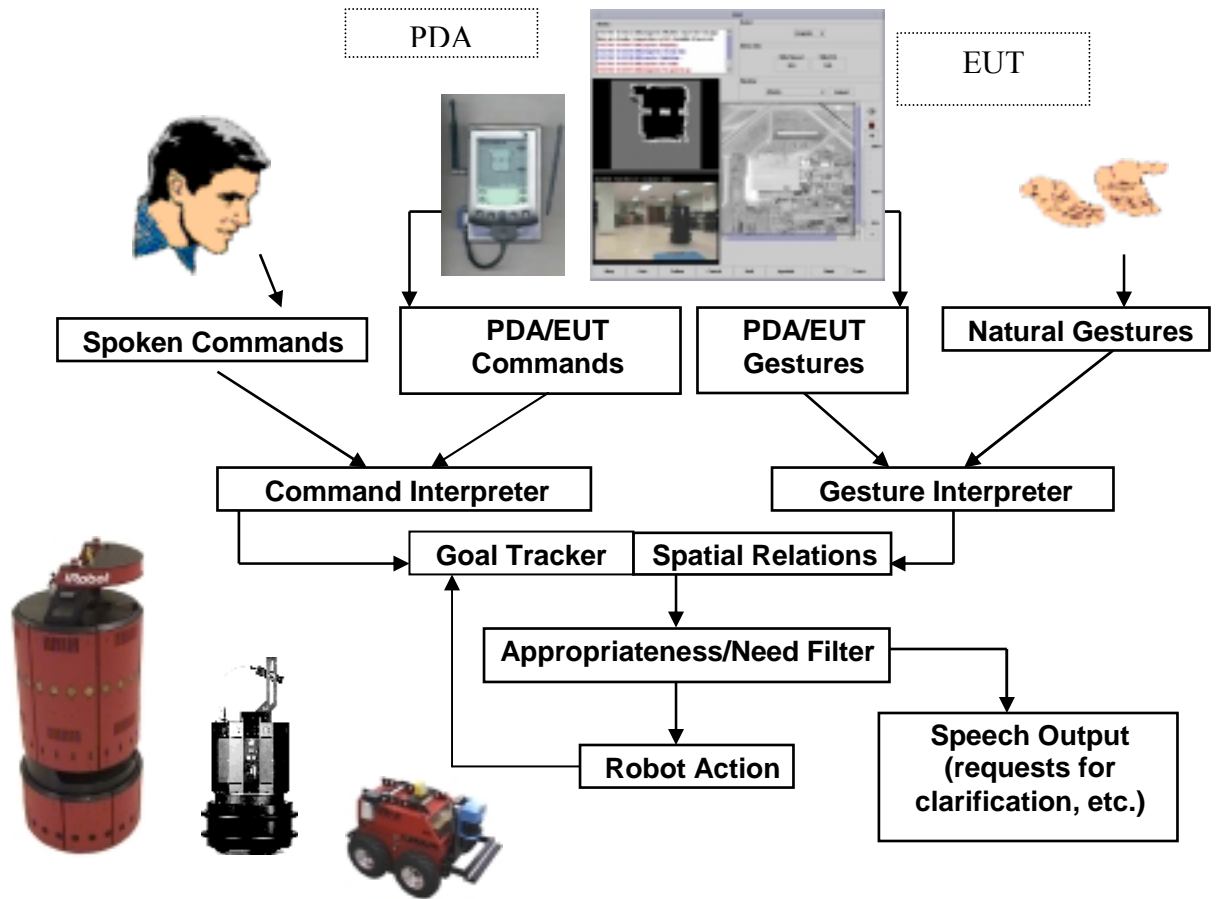 PDA
EUT
Spoken Commands
PDA/EUT
Commands
PDA/EUT
Gestures
Natural Gestures
Command Interpreter
Gesture Interpreter
Goal Tracker
Spatial Relations
iRobot
Appropriateness/Need Filter
Robot Action
Speech Output
(requests for
clarification, etc.)